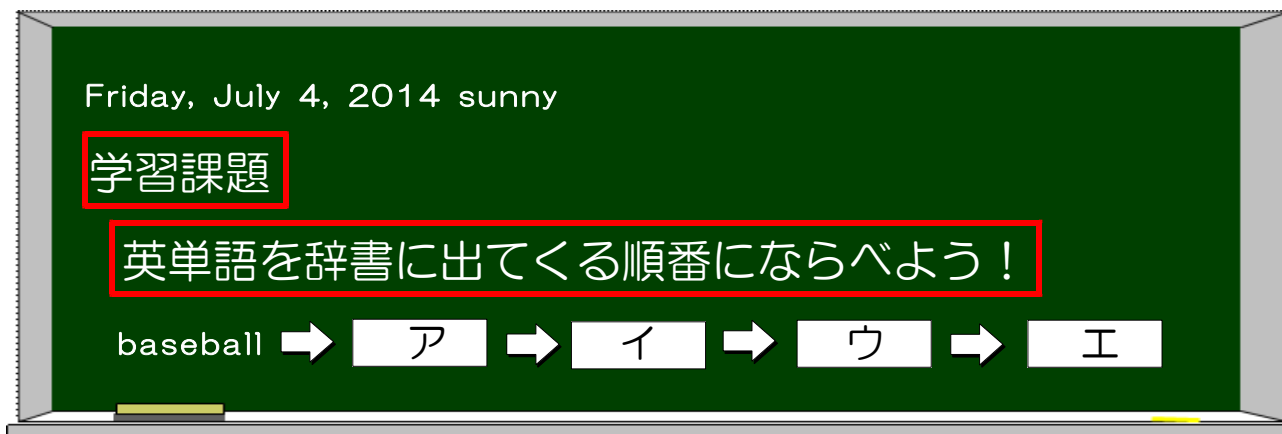 Friday, July 4, 2014 sunny
学習課題
英単語を辞書に出てくる順番にならべよう！
baseball ア イ ウ エ